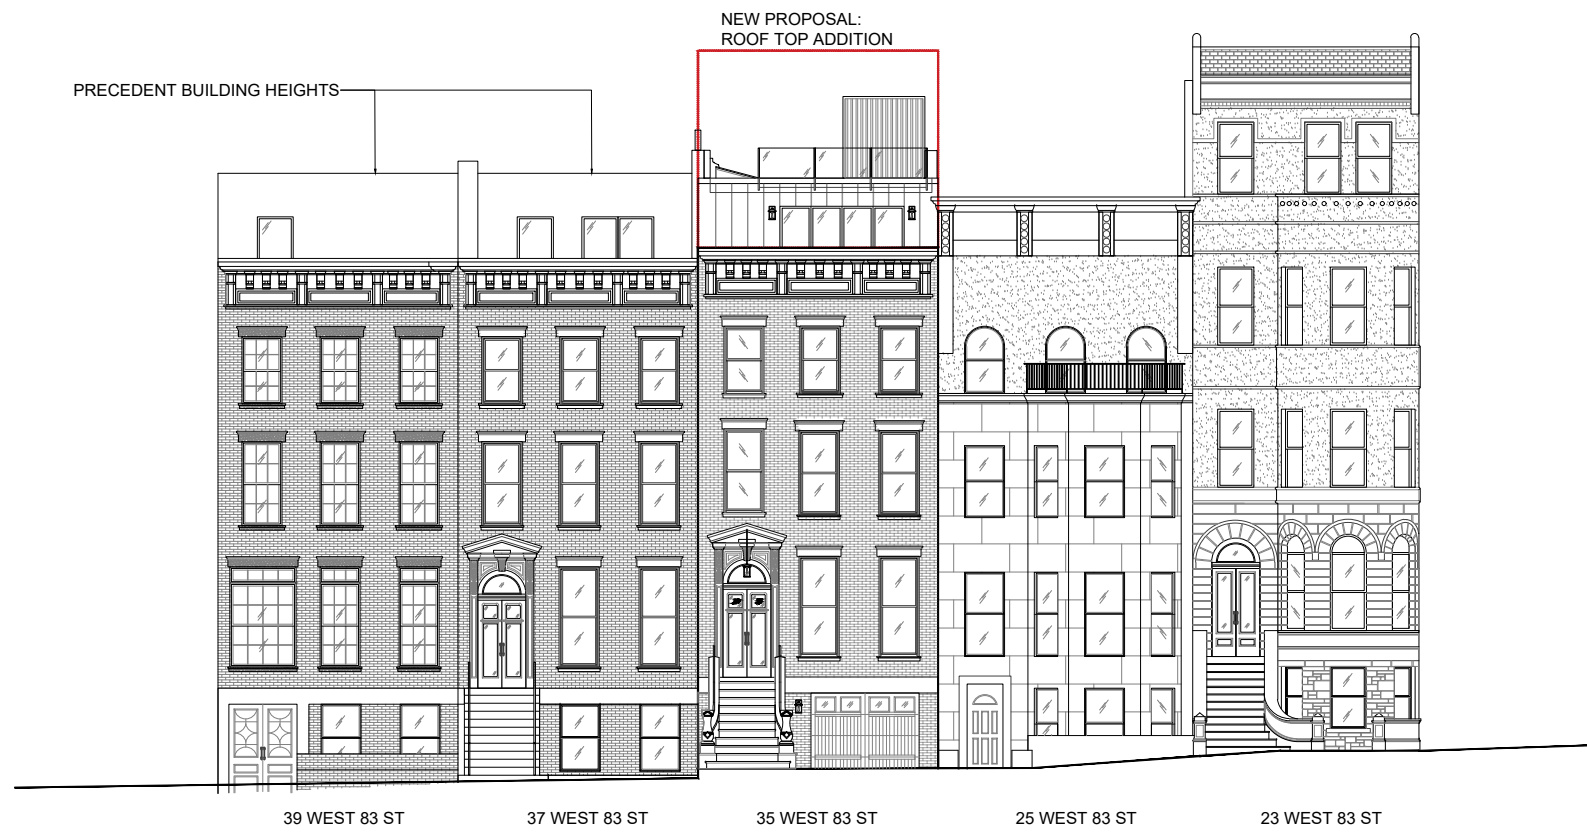 NEW PROPOSAL:
ROOF TOP ADDITION
PRECEDENT BUILDING HEIGHTS
39 WEST 83 ST
37 WEST 83 ST
35 WEST 83 ST
25 WEST 83 ST
23 WEST 83 ST